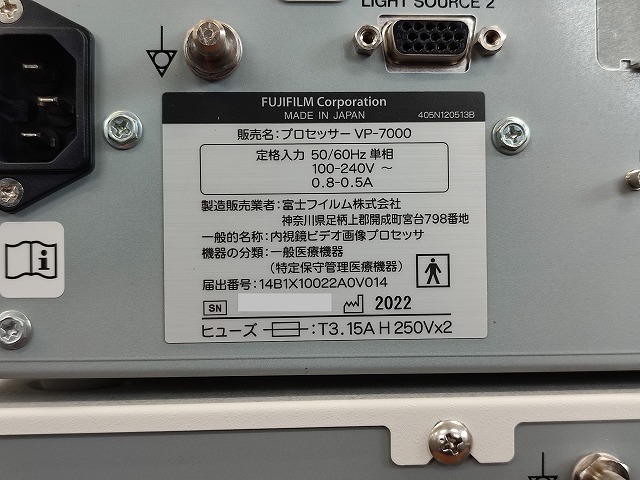 LIGHT SOURCE 2
FUJIFILM Corporation
MADE IN JAPAN 405N120513B
販売名：プロセッサー VP-7000
定格入力 50/60Hz 単相
100-240V ～
0.8-0.5A
製造販売業者：富士フイルム株式会社
神奈川県足柄上郡開成町宮台798番地
一般的名称：内視鏡ビデオ画像プロセッサ
機器の分類：一般医療機器
（特定保守管理医療機器）
届出番号：14B1X10022A0V014
SN 2022
ヒューズ ：T3.15A H 250Vx2